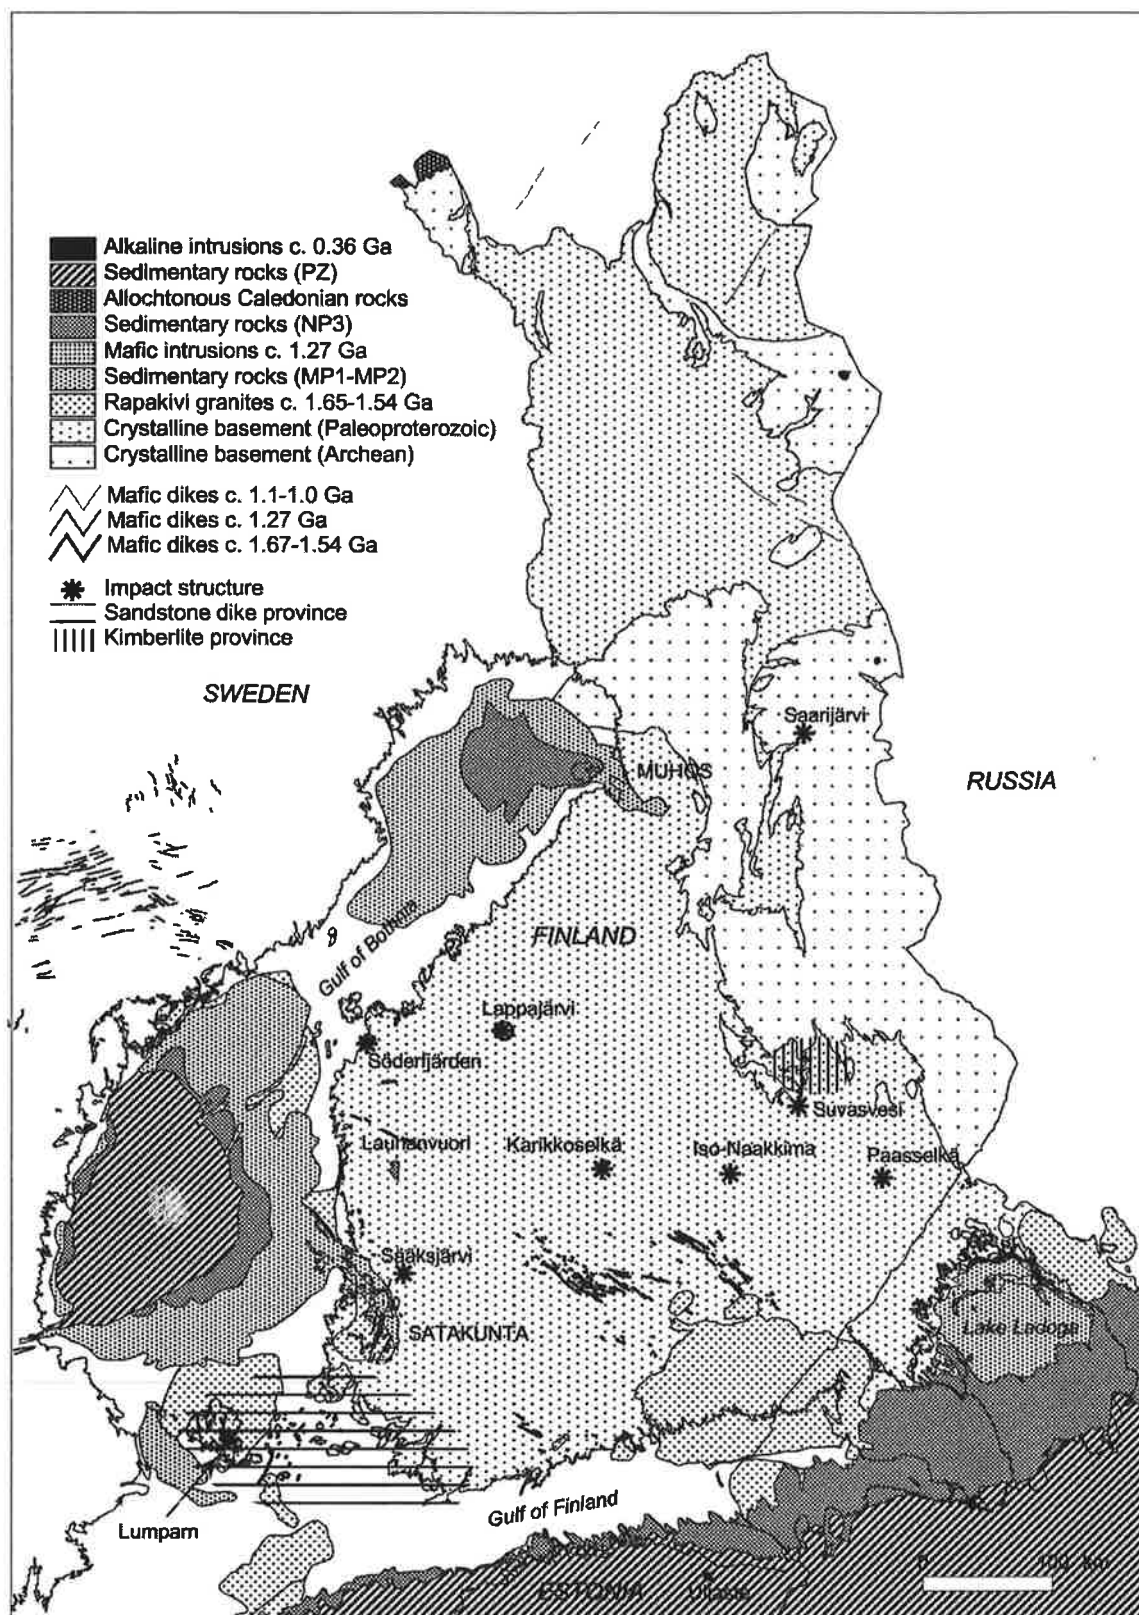 Alkaline intrusions c. 0.36 Ga
Sedimentary rocks (PZ)
Allochtonous Caledonian rocks
Sedimentary rocks (NP3)
Mafic intrusions c. 1.27 Ga
Sedimentary rocks (MP1-MP2)
Rapakivi granites c. 1.65-1.54 Ga
Crystalline basement (Paleoproterozoic)
Crystalline basement (Archean)
Mafic dikes c. 1.1-1.0 Ga
Mafic dikes c. 1.27 Ga
Mafic dikes c. 1.67-1.54 Ga
Impact structure
Sandstone dike province
Kimberlite province
SWEDEN
Saarijärvi
MUHOS
RUSSIA
FINLAND
Gulf of Bothnia
Lappajärvi
Söderfjärden
Suvasvesi
Lauhanvuori
Karikkoselkä
Iso-Naakkima
Paasselkä
Sääksjärvi
SATAKUNTA
Lake Ladoga
Lumparn
Gulf of Finland
0 100 km
ESTONIA